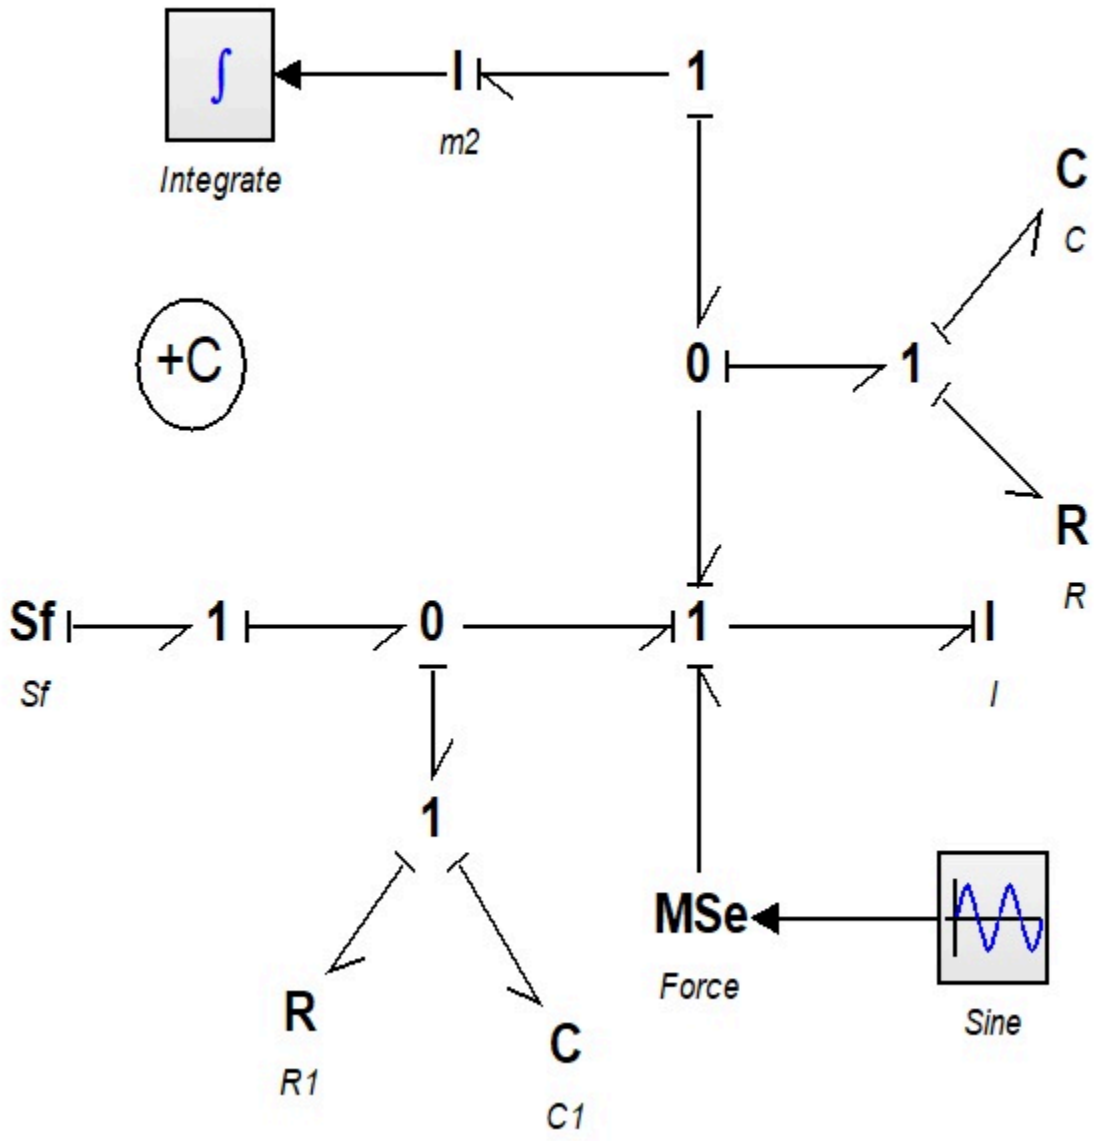 ∫
I
1
m2
Integrate
C
C
+C
0
1
R
R
Sf
1
0
1
I
Sf
I
1
MSe
Force
R
C
Sine
R1
C1